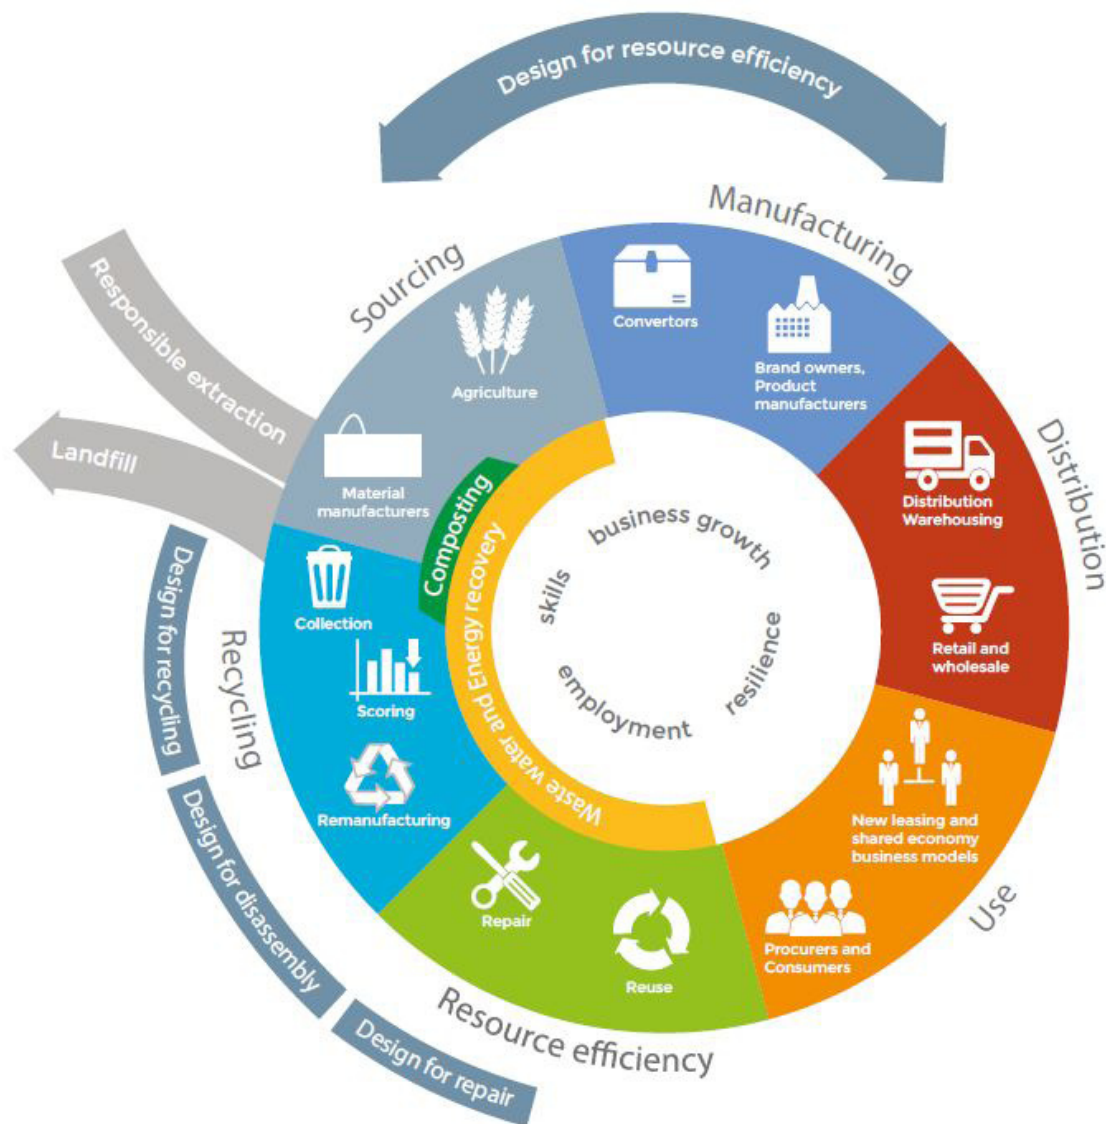 Design for resource efficiency
Manufacturing
Sourcing
Convertors
Brand owners,
Product
manufacturers
Agriculture
Responsible extraction
Landfill
Material
manufacturers
Distribution
Distribution
Warehousing
Retail and
wholesale
Composting
Waste water and Energy recovery
business growth
skills
resilience
employment
Collection
Scoring
Remanufacturing
Recycling
Design for recycling
Design for disassembly
Design for repair
New leasing and
shared economy
business models
Procurers and
Consumers
Use
Repair
Reuse
Resource efficiency